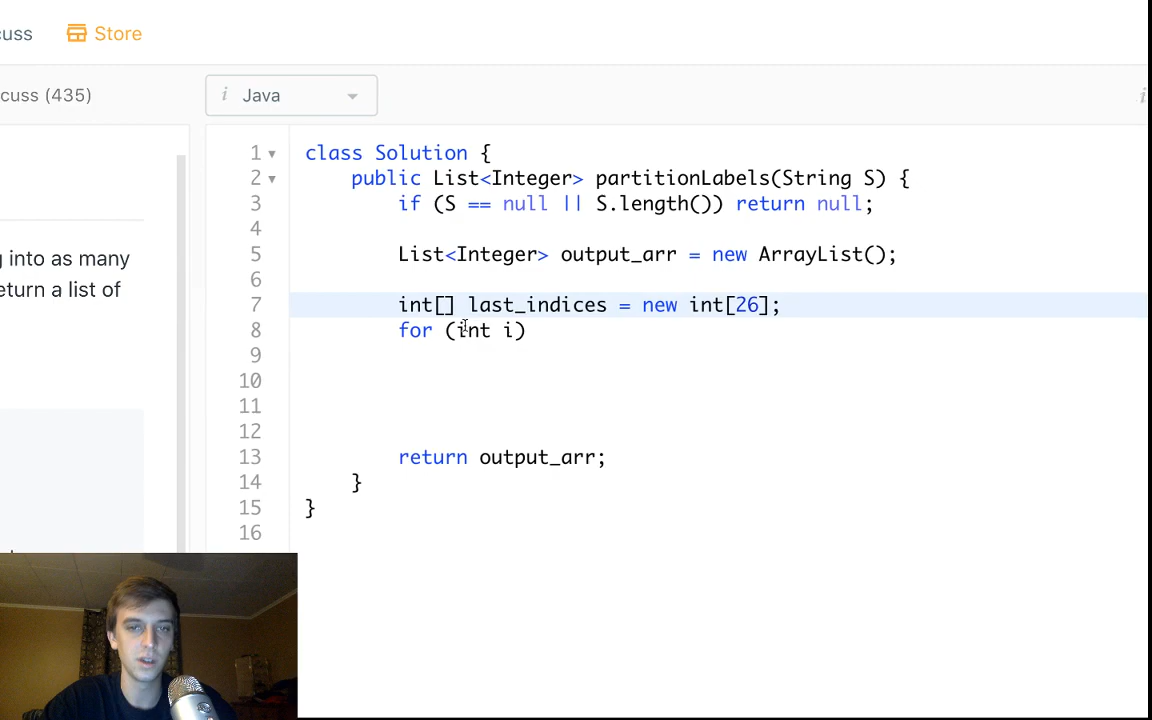 cuss Store
cuss (435)
i Java
i
1 class Solution {
2 public List<Integer> partitionLabels(String S) {
3 if (S == null || S.length()) return null;
4
5 List<Integer> output_arr = new ArrayList();
6
7 int[] last_indices = new int[26];
8 for (int i)
9
10
11
12
13 return output_arr;
14 }
15 }
16
g into as many
eturn a list of